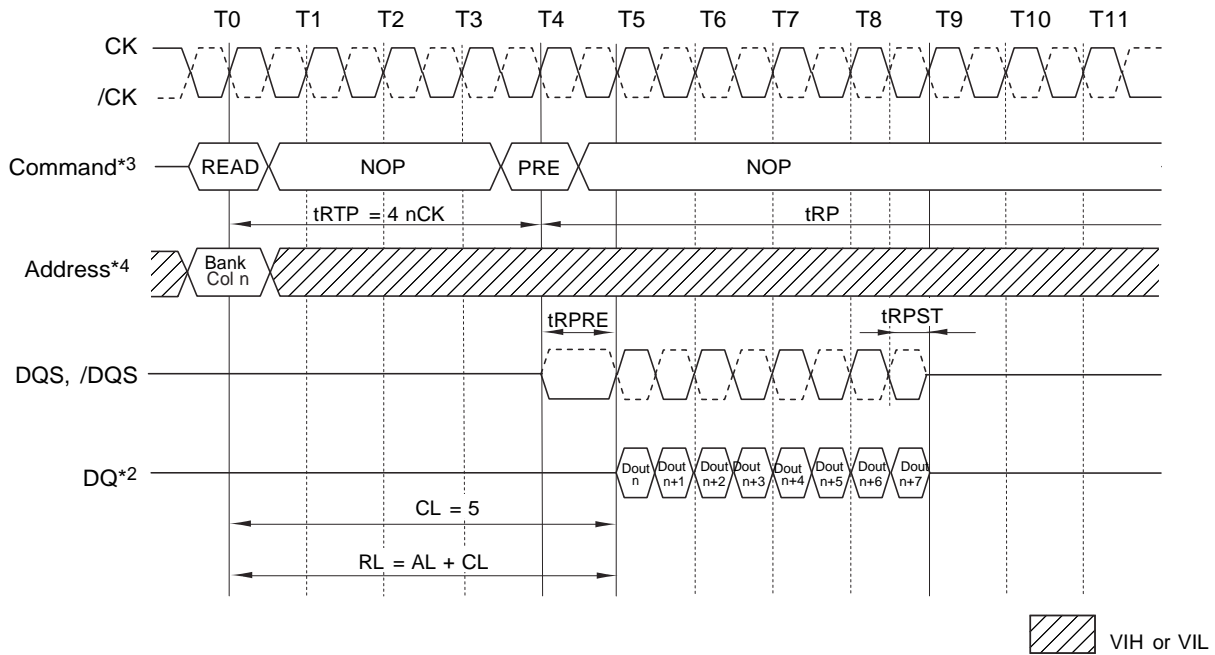 T0 T1 T2 T3 T4 T5 T6 T7 T8 T9 T10 T11
CK
/CK
Command*3 READ NOP PRE NOP
tRTP = 4 nCK tRP
Address*4 Bank Col n
tRPRE tRPST
DQS, /DQS
DQ*2 Dout n Dout n+1 Dout n+2 Dout n+3 Dout n+4 Dout n+5 Dout n+6 Dout n+7
CL = 5
RL = AL + CL
VIH or VIL